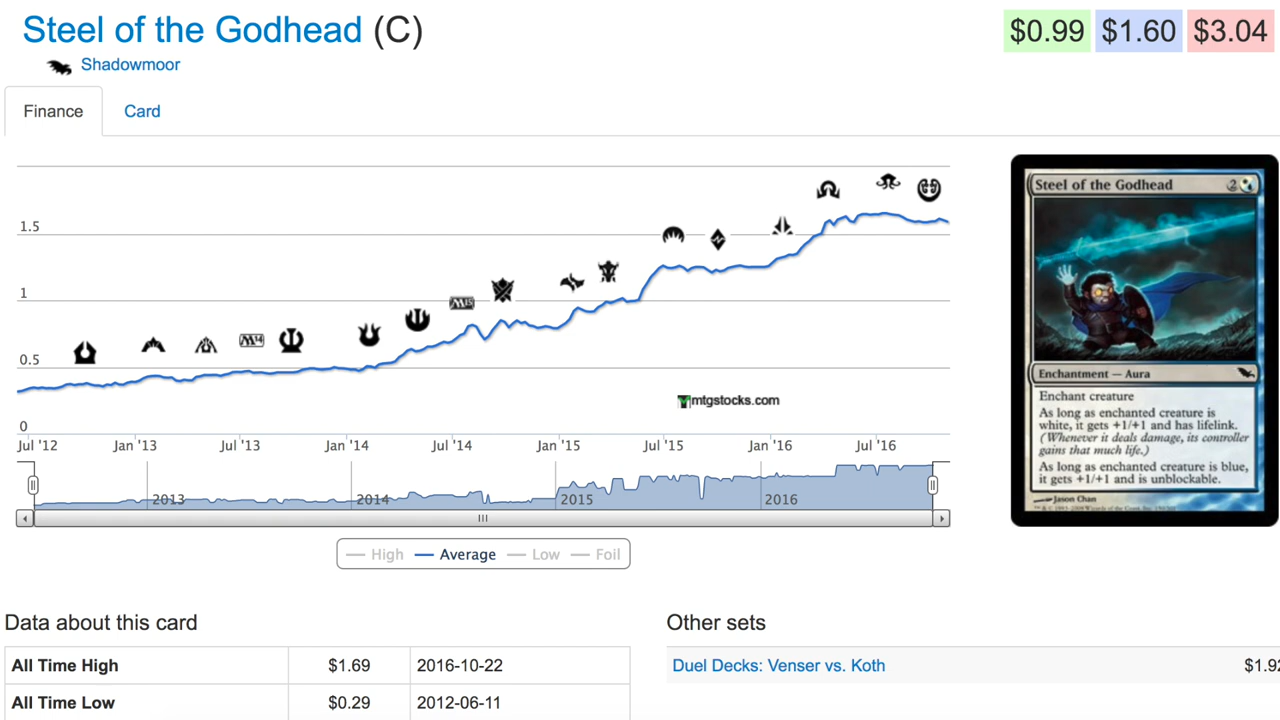 Steel of the Godhead (C)
$0.99 $1.60 $3.04
Shadowmoor
Finance Card
1.5
1
0.5
0
M14
M15
mtgstocks.com
Jul '12 Jan '13 Jul '13 Jan '14 Jul '14 Jan '15 Jul '15 Jan '16 Jul '16
2013 2014 2015 2016
High Average Low Foil
Steel of the Godhead 2
Enchantment — Aura
Enchant creature
As long as enchanted creature is
white, it gets +1/+1 and has lifelink.
(Whenever it deals damage, its controller
gains that much life.)
As long as enchanted creature is blue,
it gets +1/+1 and is unblockable.
Jason Chan
Data about this card
All Time High $1.69 2016-10-22
All Time Low $0.29 2012-06-11
Other sets
Duel Decks: Venser vs. Koth $1.92